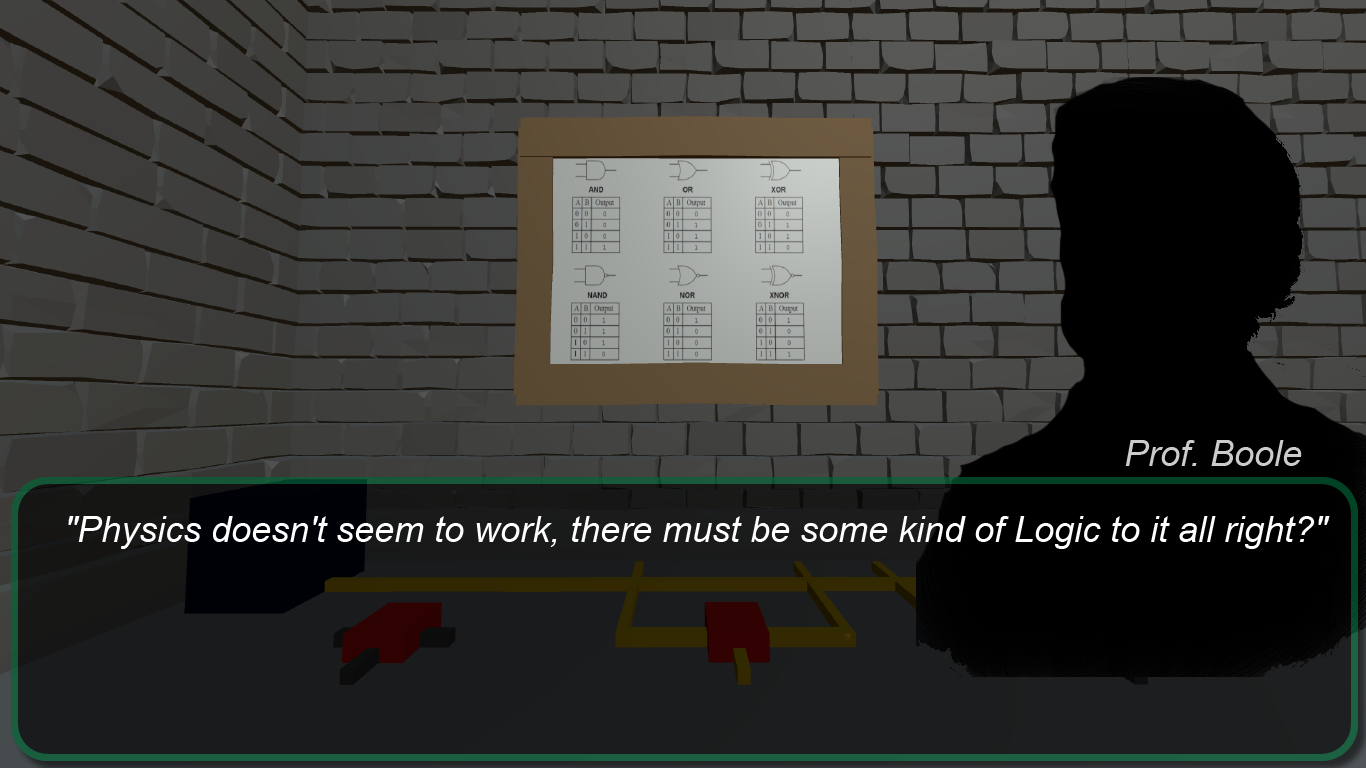 AND OR XOR
A B Output A B Output A B Output
0 0 0 0 0 0 0 0 0
0 1 0 0 1 1 0 1 1
1 0 0 1 0 1 1 0 1
1 1 1 1 1 1 1 1 0
NAND NOR XNOR
A B Output A B Output A B Output
0 0 1 0 0 1 0 0 1
0 1 1 0 1 0 0 1 0
1 0 1 1 0 0 1 0 0
1 1 0 1 1 0 1 1 1
Prof. Boole
"Physics doesn't seem to work, there must be some kind of Logic to it all right?"